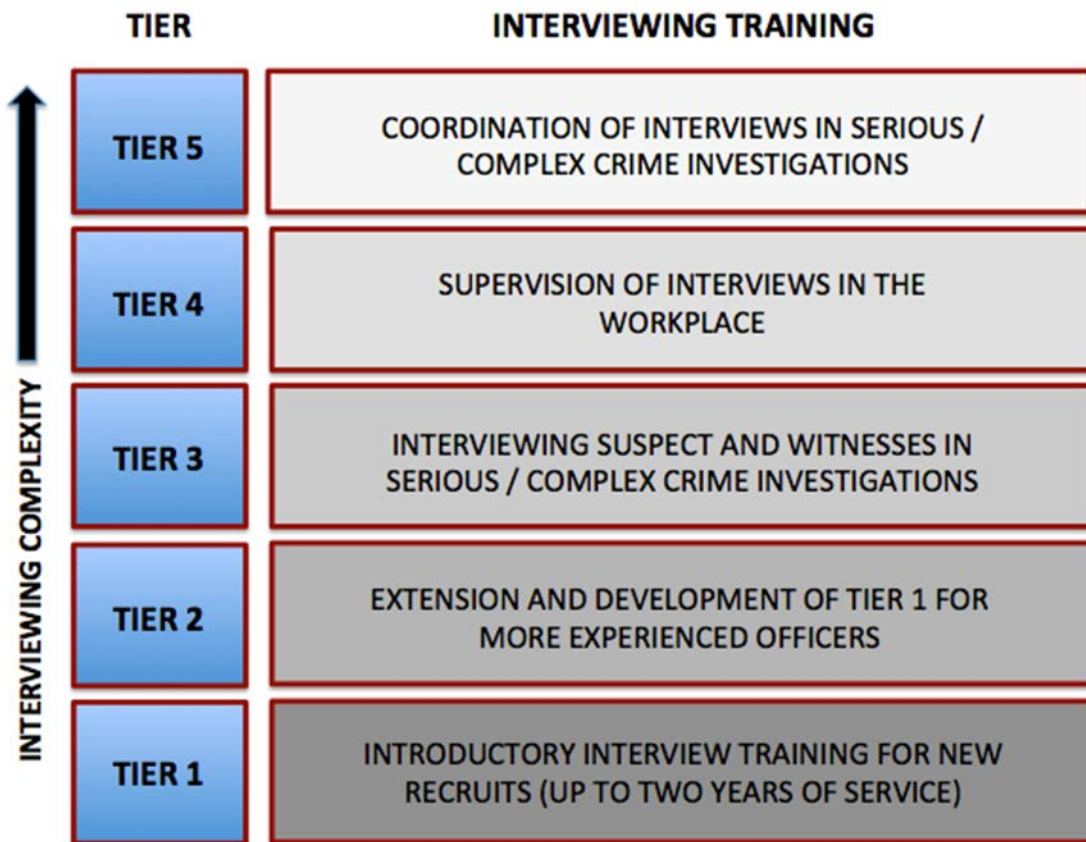 TIER
INTERVIEWING TRAINING
TIER 5
COORDINATION OF INTERVIEWS IN SERIOUS /
COMPLEX CRIME INVESTIGATIONS
TIER 4
SUPERVISION OF INTERVIEWS IN THE
WORKPLACE
TIER 3
INTERVIEWING SUSPECT AND WITNESSES IN
SERIOUS / COMPLEX CRIME INVESTIGATIONS
TIER 2
EXTENSION AND DEVELOPMENT OF TIER 1 FOR
MORE EXPERIENCED OFFICERS
TIER 1
INTRODUCTORY INTERVIEW TRAINING FOR NEW
RECRUITS (UP TO TWO YEARS OF SERVICE)
INTERVIEWING COMPLEXITY